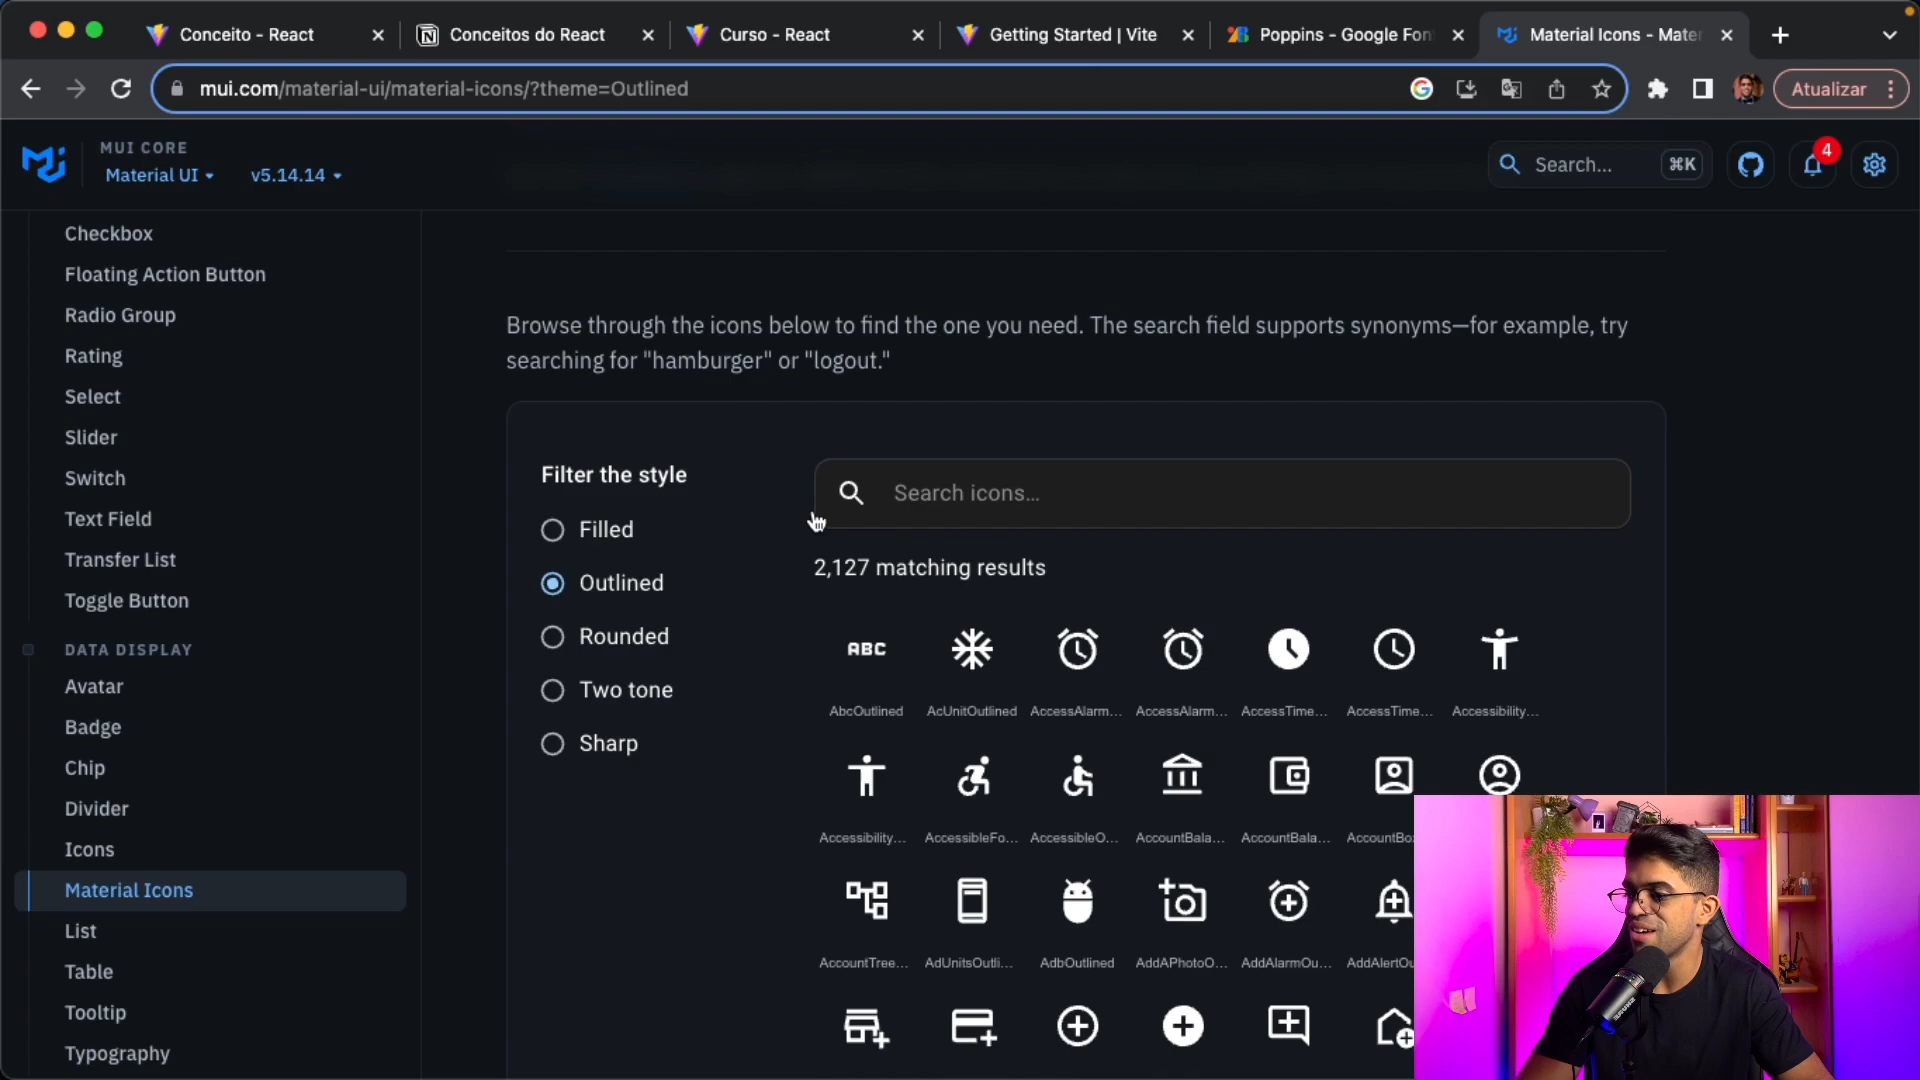 Conceito - React
Conceitos do React
Curso - React
Getting Started | Vite
Poppins - Google Fon
Material Icons - Mater
mui.com/material-ui/material-icons/?theme=Outlined
Atualizar
MUI CORE
Material UI
v5.14.14
Search...
⌘K
4
Checkbox
Floating Action Button
Radio Group
Rating
Select
Slider
Switch
Text Field
Transfer List
Toggle Button
DATA DISPLAY
Avatar
Badge
Chip
Divider
Icons
Material Icons
List
Table
Tooltip
Typography
Browse through the icons below to find the one you need. The search field supports synonyms—for example, try
searching for "hamburger" or "logout."
Filter the style
Filled
Outlined
Rounded
Two tone
Sharp
Search icons…
2,127 matching results
ABC
AbcOutlined
AcUnitOutlined
AccessAlarm…
AccessAlarm…
AccessTime…
AccessTime…
Accessibility…
Accessibility…
AccessibleFo…
AccessibleO…
AccountBala…
AccountBala…
AccountBo
AccountTree…
AdUnitsOutli…
AdbOutlined
AddAPhotoO…
AddAlarmOu…
AddAlertOu